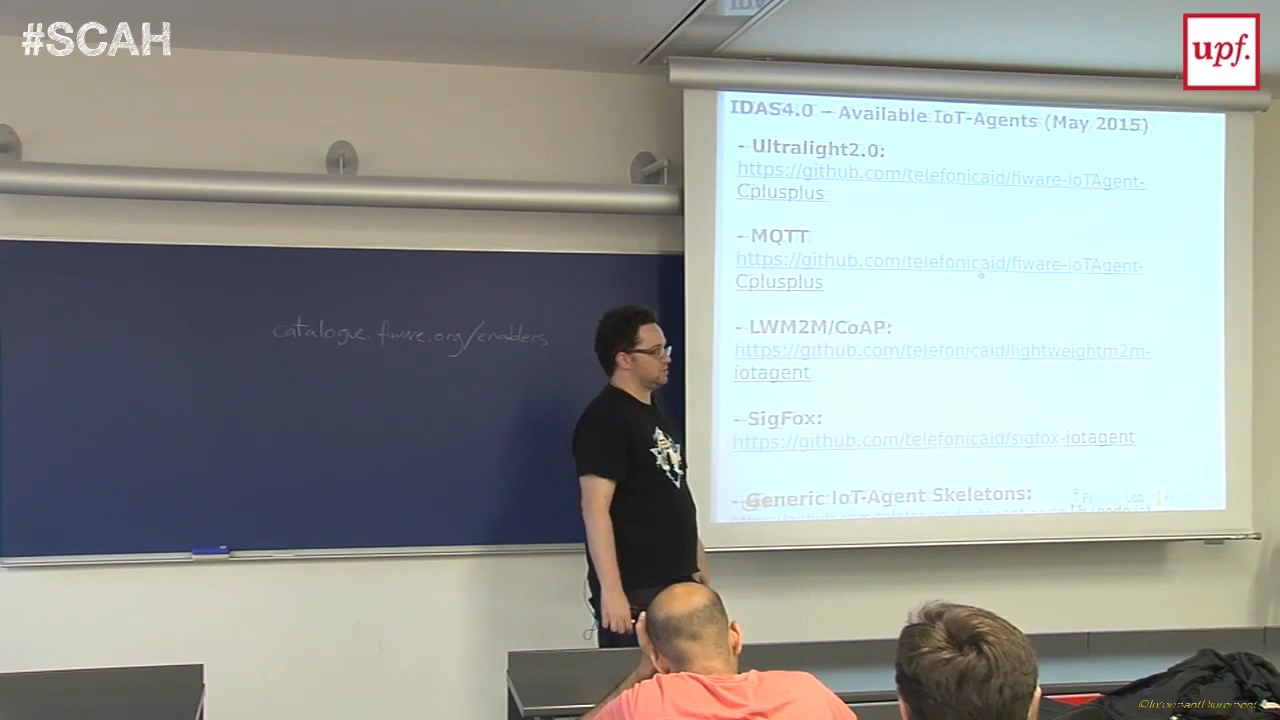 #SCAH
upf.
IDAS4.0 – Available IoT-Agents (May 2015)
- Ultralight2.0:
https://github.com/telefonicaid/fiware-IoTAgent-
Cplusplus
- MQTT
https://github.com/telefonicaid/fiware-IoTAgent-
Cplusplus
- LWM2M/CoAP:
https://github.com/telefonicaid/lightweightm2m-
iotagent
- SigFox:
https://github.com/telefonicaid/sigfox-iotagent
- Generic IoT-Agent Skeletons:
catalogue.fiware.org/enablers